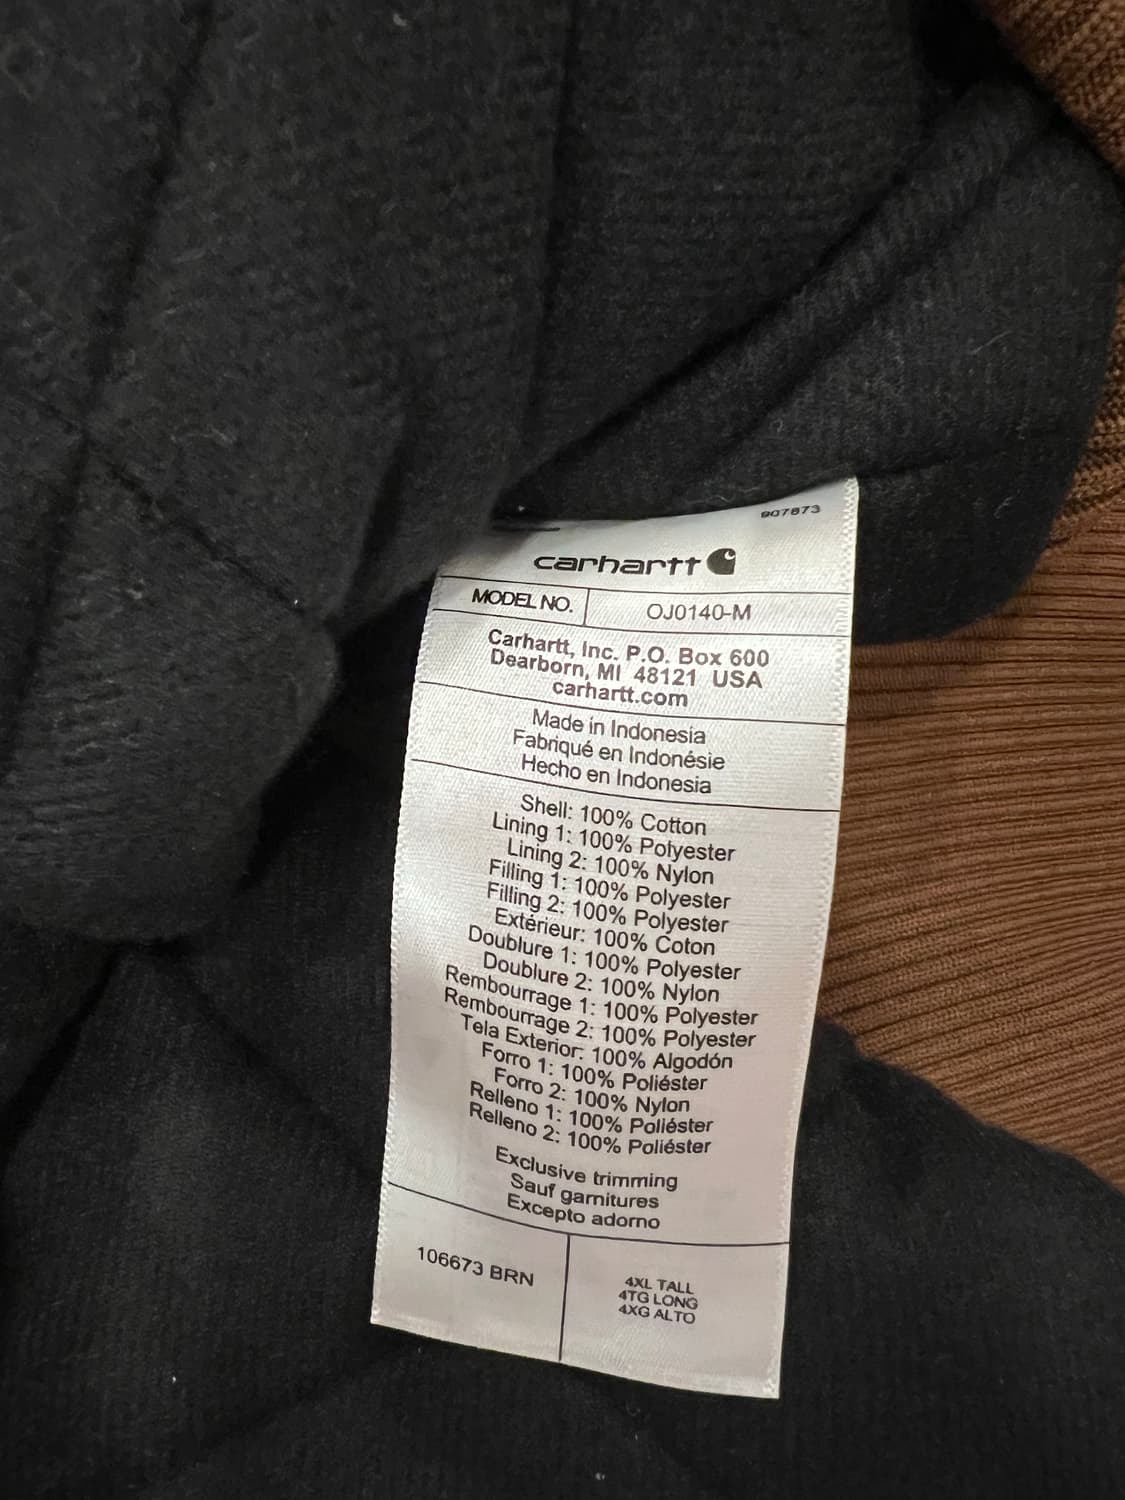 907873
carhartt
MODEL NO. OJ0140-M
Carhartt, Inc. P.O. Box 600
Dearborn, MI 48121 USA
carhartt.com
Made in Indonesia
Fabriqué en Indonésie
Hecho en Indonesia
Shell: 100% Cotton
Lining 1: 100% Polyester
Lining 2: 100% Nylon
Filling 1: 100% Polyester
Filling 2: 100% Polyester
Extérieur: 100% Coton
Doublure 1: 100% Polyester
Doublure 2: 100% Nylon
Rembourrage 1: 100% Polyester
Rembourrage 2: 100% Polyester
Tela Exterior: 100% Algodón
Forro 1: 100% Poliéster
Forro 2: 100% Nylon
Relleno 1: 100% Poliéster
Relleno 2: 100% Poliéster
Exclusive trimming
Sauf garnitures
Excepto adorno
106673 BRN
4XL TALL
4TG LONG
4XG ALTO